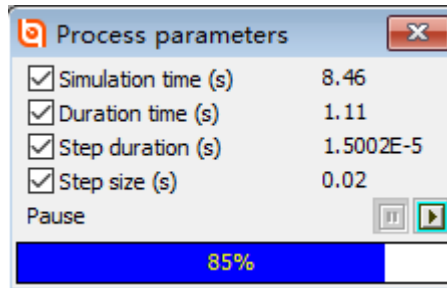 Process parameters
Simulation time (s) 8.46
Duration time (s) 1.11
Step duration (s) 1.5002E-5
Step size (s) 0.02
Pause
85%